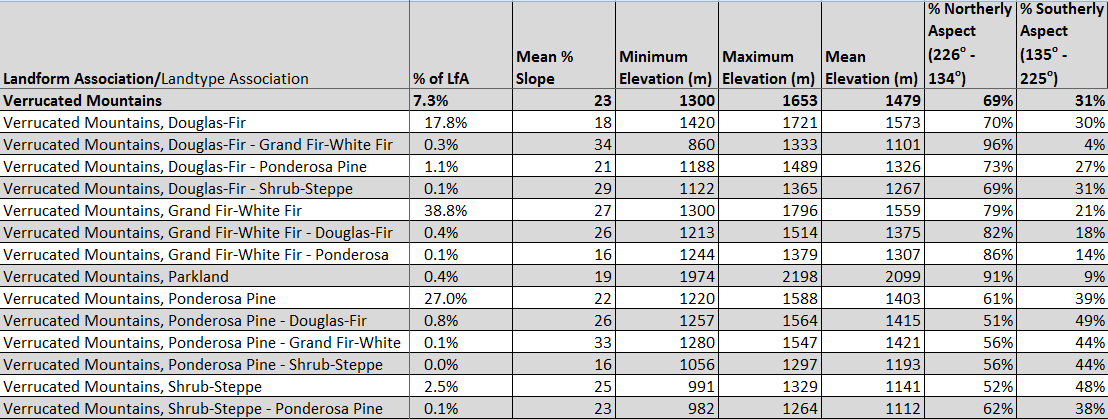 Landform Association/Landtype Association % of LfA Mean % Slope Minimum Elevation (m) Maximum Elevation (m) Mean Elevation (m) % Northerly Aspect (226° - 134°) % Southerly Aspect (135° - 225°)
Verrucated Mountains 7.3% 23 1300 1653 1479 69% 31%
Verrucated Mountains, Douglas-Fir 17.8% 18 1420 1721 1573 70% 30%
Verrucated Mountains, Douglas-Fir - Grand Fir-White Fir 0.3% 34 860 1333 1101 96% 4%
Verrucated Mountains, Douglas-Fir - Ponderosa Pine 1.1% 21 1188 1489 1326 73% 27%
Verrucated Mountains, Douglas-Fir - Shrub-Steppe 0.1% 29 1122 1365 1267 69% 31%
Verrucated Mountains, Grand Fir-White Fir 38.8% 27 1300 1796 1559 79% 21%
Verrucated Mountains, Grand Fir-White Fir - Douglas-Fir 0.4% 26 1213 1514 1375 82% 18%
Verrucated Mountains, Grand Fir-White Fir - Ponderosa 0.1% 16 1244 1379 1307 86% 14%
Verrucated Mountains, Parkland 0.4% 19 1974 2198 2099 91% 9%
Verrucated Mountains, Ponderosa Pine 27.0% 22 1220 1588 1403 61% 39%
Verrucated Mountains, Ponderosa Pine - Douglas-Fir 0.8% 26 1257 1564 1415 51% 49%
Verrucated Mountains, Ponderosa Pine - Grand Fir-White 0.1% 33 1280 1547 1421 56% 44%
Verrucated Mountains, Ponderosa Pine - Shrub-Steppe 0.0% 16 1056 1297 1193 56% 44%
Verrucated Mountains, Shrub-Steppe 2.5% 25 991 1329 1141 52% 48%
Verrucated Mountains, Shrub-Steppe - Ponderosa Pine 0.1% 23 982 1264 1112 62% 38%